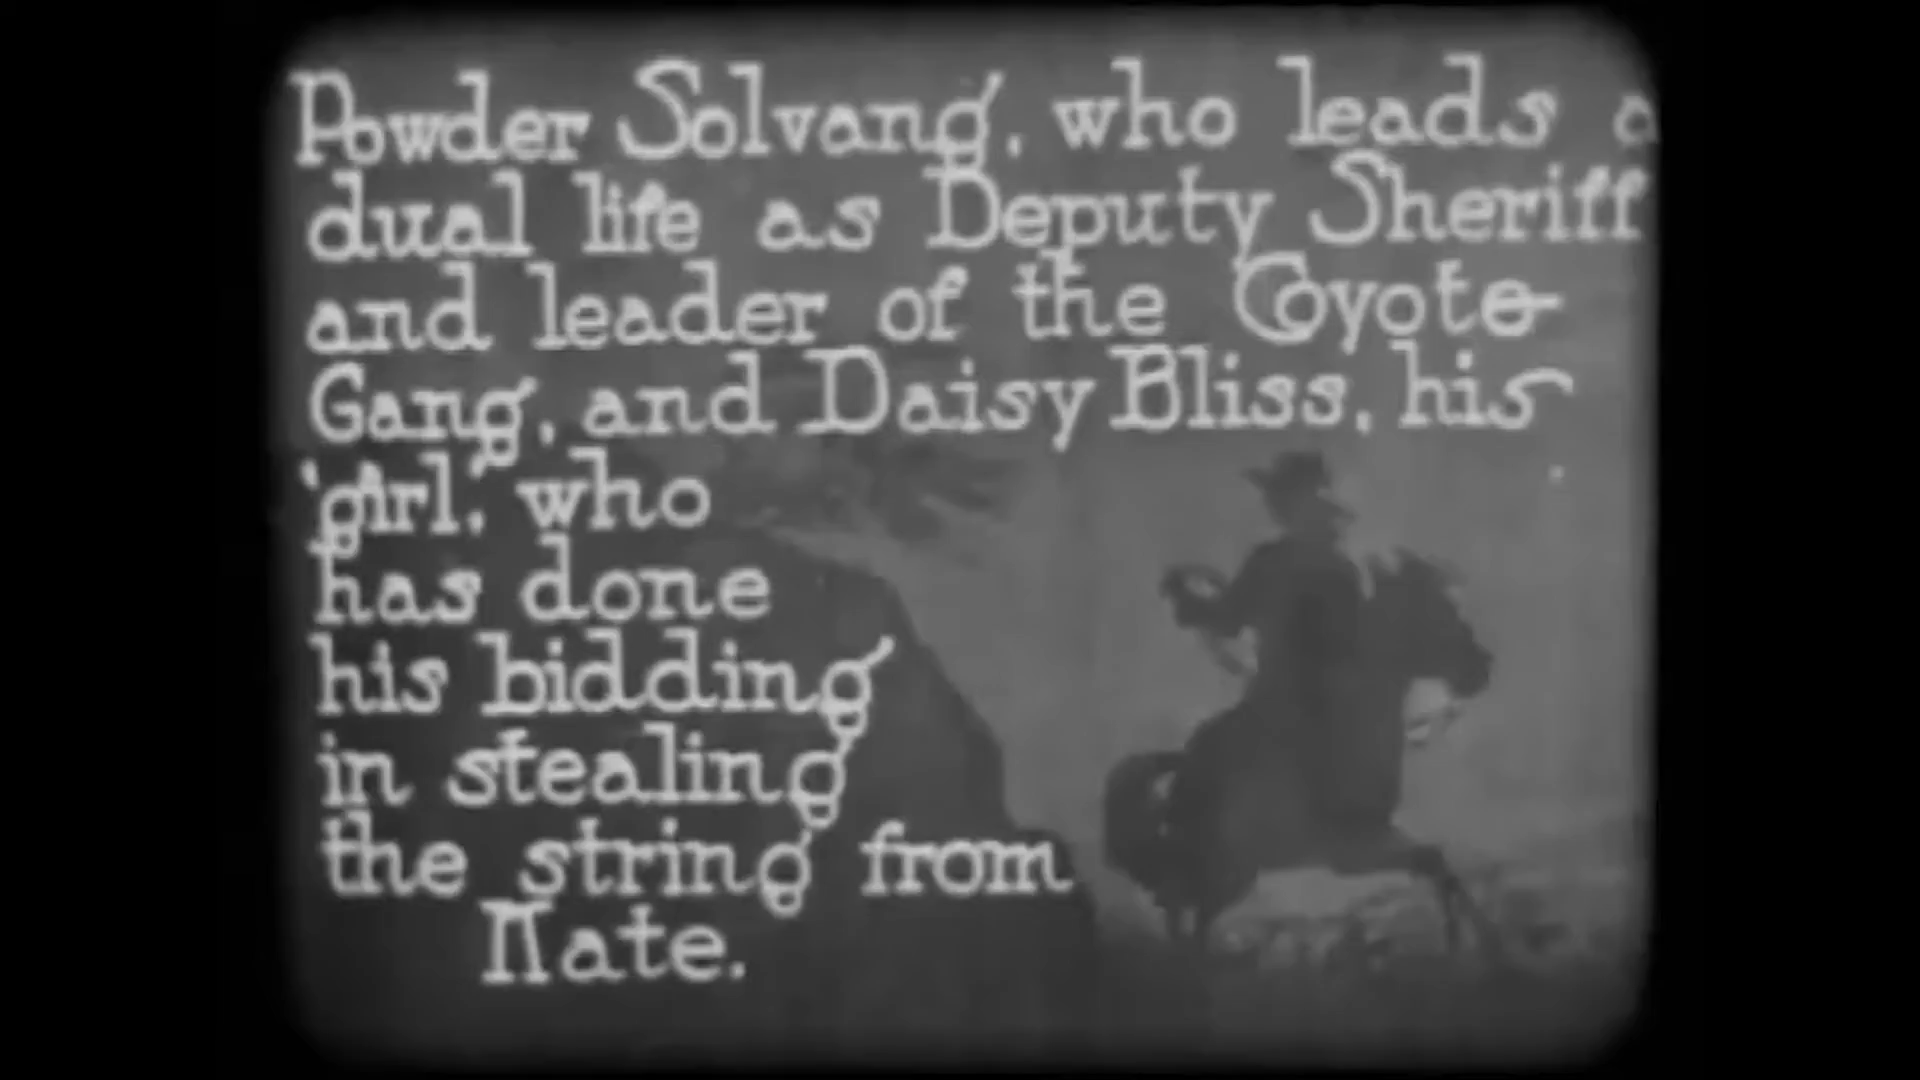 Powder Solvang, who leads a
dual life as Deputy Sheriff
and leader of the Coyote
Gang, and Daisy Bliss, his
'girl,' who
has done
his bidding
in stealing
the string from
Nate.